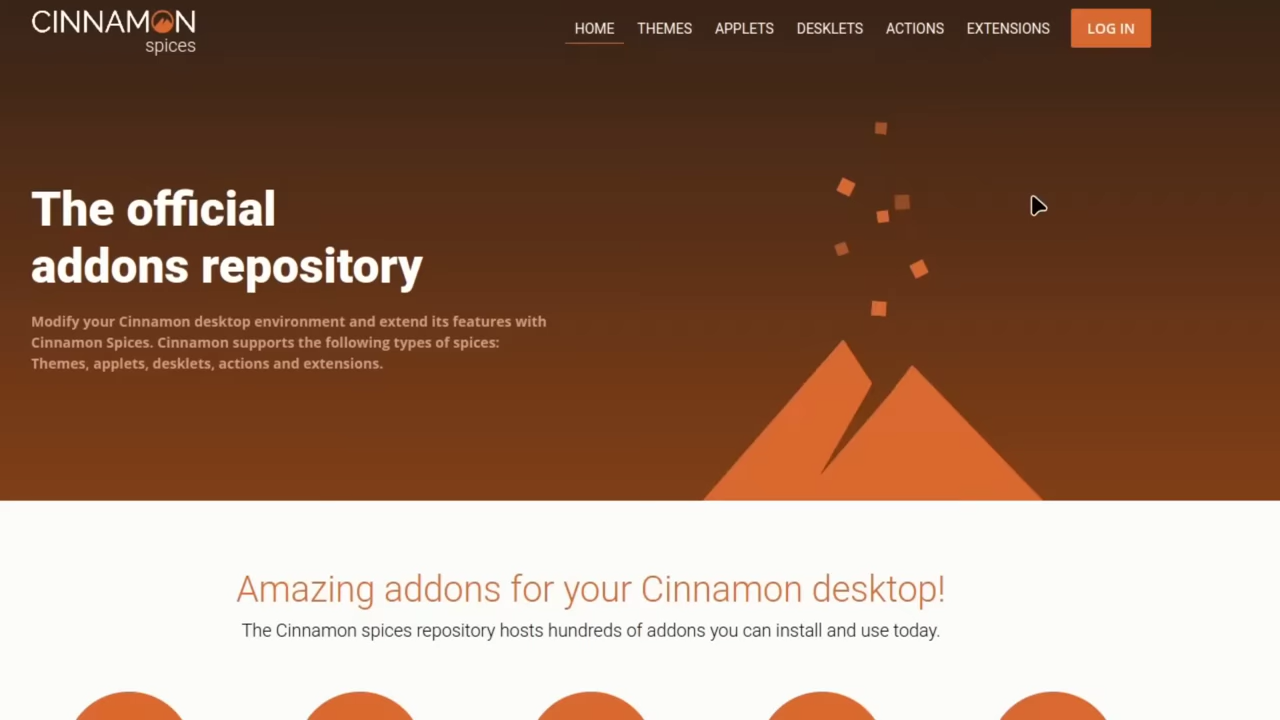 CINNAMON
spices
HOME THEMES APPLETS DESKLETS ACTIONS EXTENSIONS LOG IN
The official
addons repository
Modify your Cinnamon desktop environment and extend its features with
Cinnamon Spices. Cinnamon supports the following types of spices:
Themes, applets, desklets, actions and extensions.
Amazing addons for your Cinnamon desktop!
The Cinnamon spices repository hosts hundreds of addons you can install and use today.